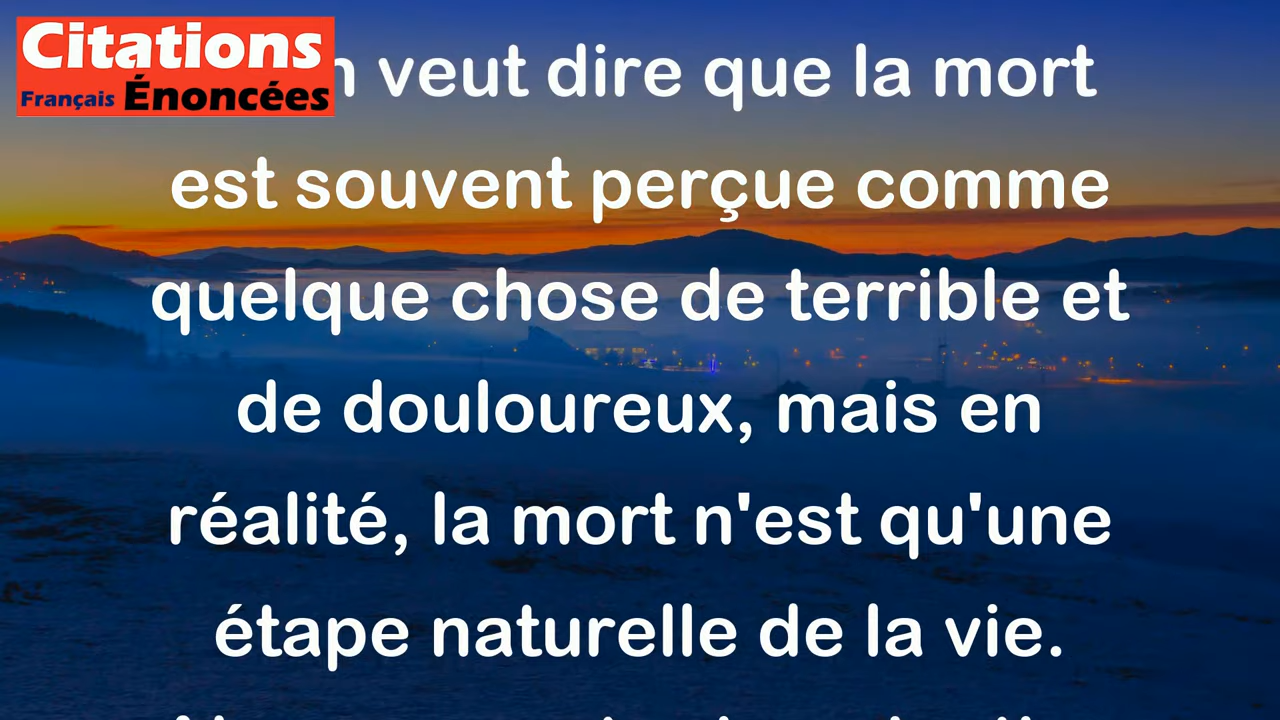 Citations
Français Énoncées
veut dire que la mort
est souvent perçue comme
quelque chose de terrible et
de douloureux, mais en
réalité, la mort n'est qu'une
étape naturelle de la vie.